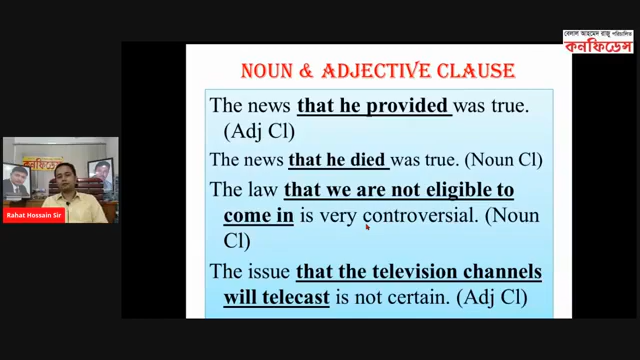 বেলাল আহমেদ রাজু পরিচালিত
কনফিডেন্স
NOUN & ADJECTIVE CLAUSE
The news that he provided was true.
(Adj Cl)
The news that he died was true. (Noun Cl)
The law that we are not eligible to
come in is very controversial. (Noun
Cl)
The issue that the television channels
will telecast is not certain. (Adj Cl)
Rahat Hossain Sir